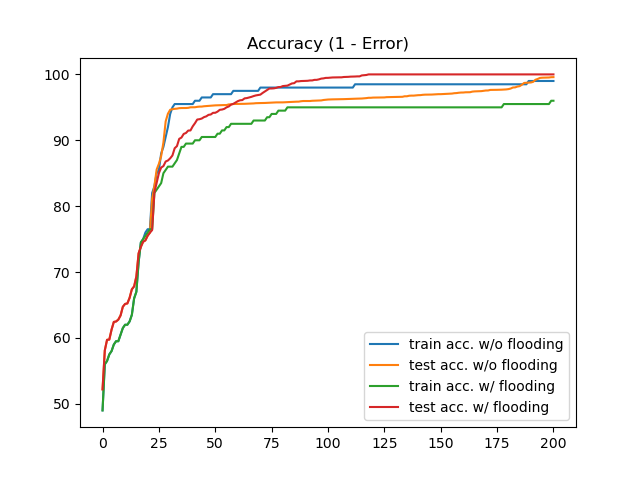 Accuracy (1 - Error)
100
90
80
70
60
50
train acc. w/o flooding
test acc. w/o flooding
train acc. w/ flooding
test acc. w/ flooding
0 25 50 75 100 125 150 175 200